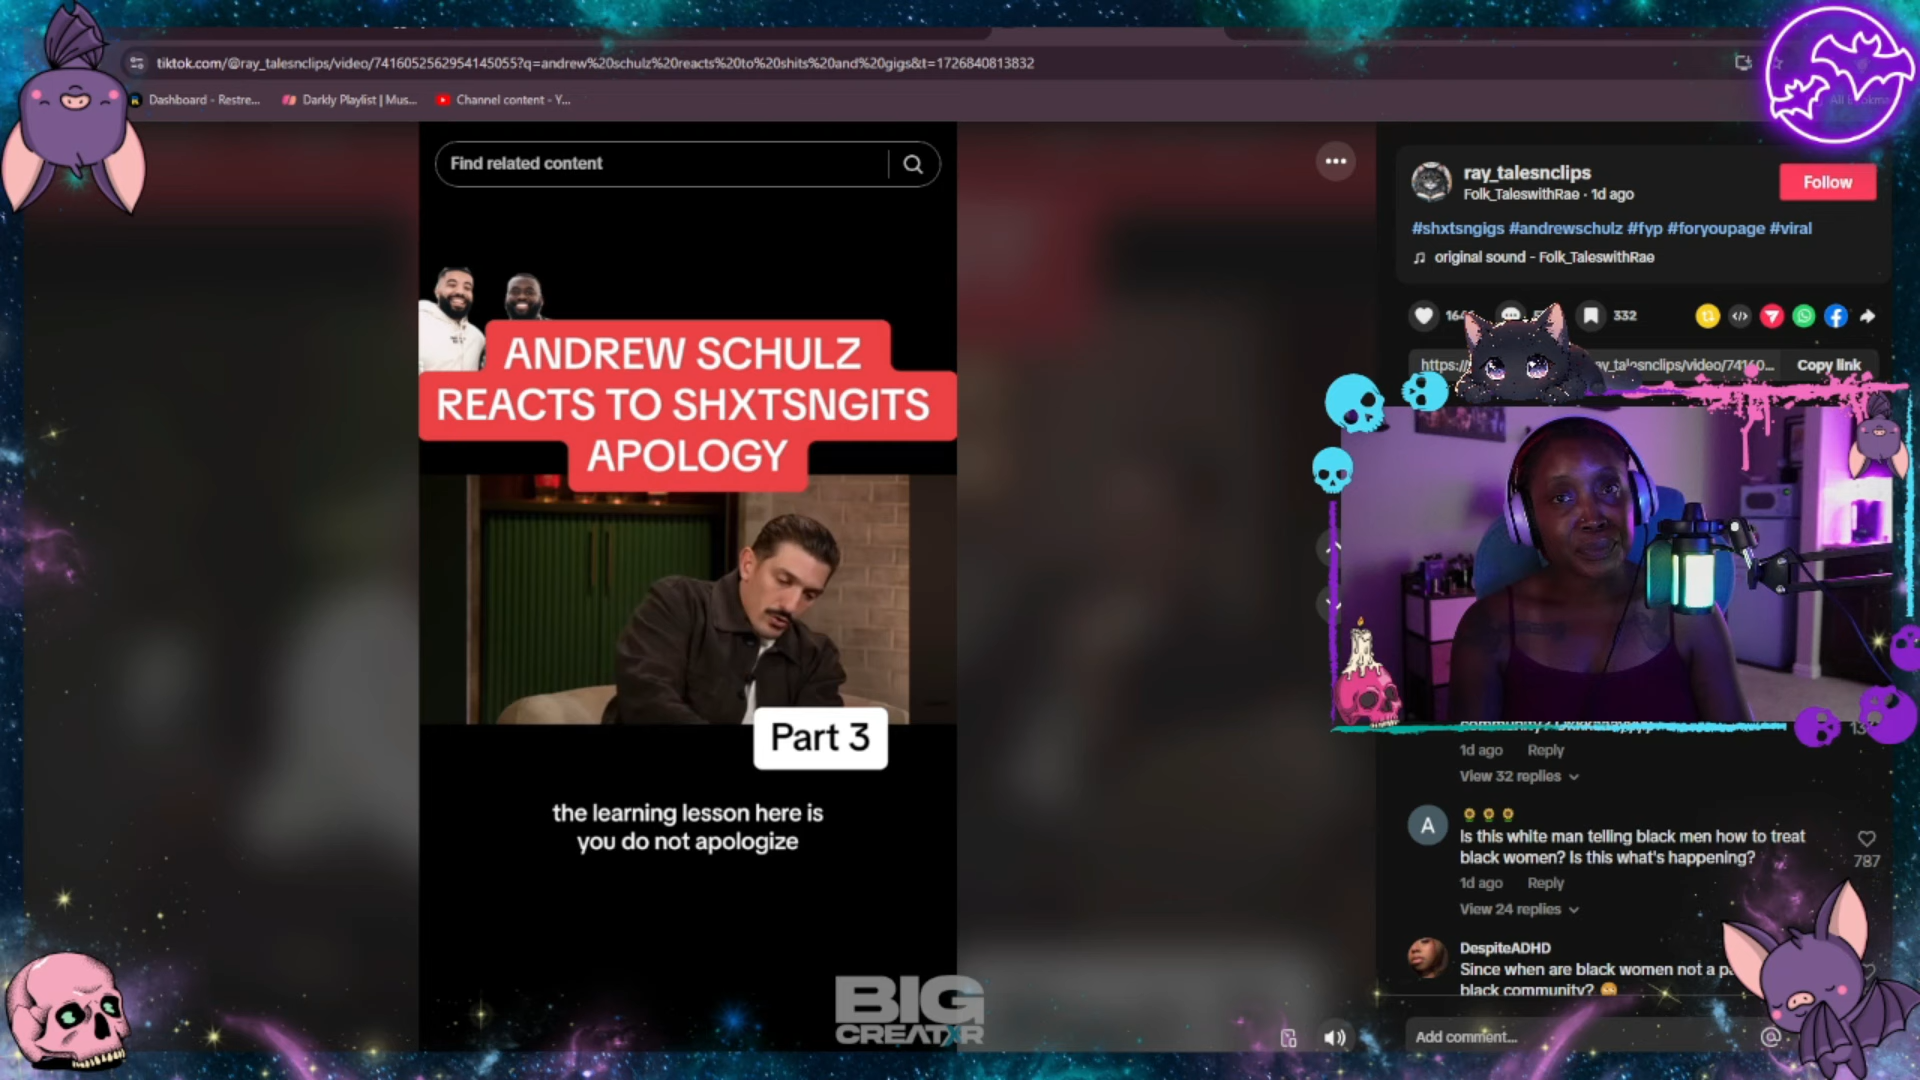 tiktok.com/@ray_talesnclips/video/7416052562954145055?q=andrew%20schulz%20reacts%20to%20shits%20and%20gigs&t=1726840813832
Dashboard - Restre...
Darkly Playlist | Mus...
Channel content - Y...
Find related content
ANDREW SCHULZ
REACTS TO SHXTSNGITS
APOLOGY
Part 3
the learning lesson here is
you do not apologize
BIG
CREATXR
ray_talesnclips
Folk_TaleswithRae · 1d ago
Follow
#shxtsngigs #andrewschulz #fyp #foryoupage #viral
original sound - Folk_TaleswithRae
332
Copy link
1d ago Reply
View 32 replies
A
Is this white man telling black men how to treat
black women? Is this what's happening?
787
1d ago Reply
View 24 replies
DespiteADHD
Since when are black women not a
black community?
Add comment...